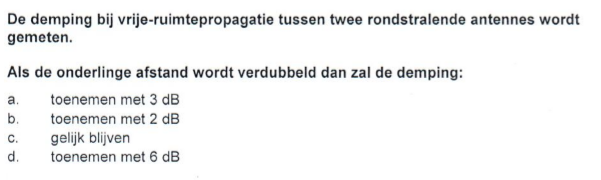 De demping bij vrije-ruimtepropagatie tussen twee rondstralende antennes wordt
gemeten.
Als de onderlinge afstand wordt verdubbeld dan zal de demping:
a. toenemen met 3 dB
b. toenemen met 2 dB
c. gelijk blijven
d. toenemen met 6 dB